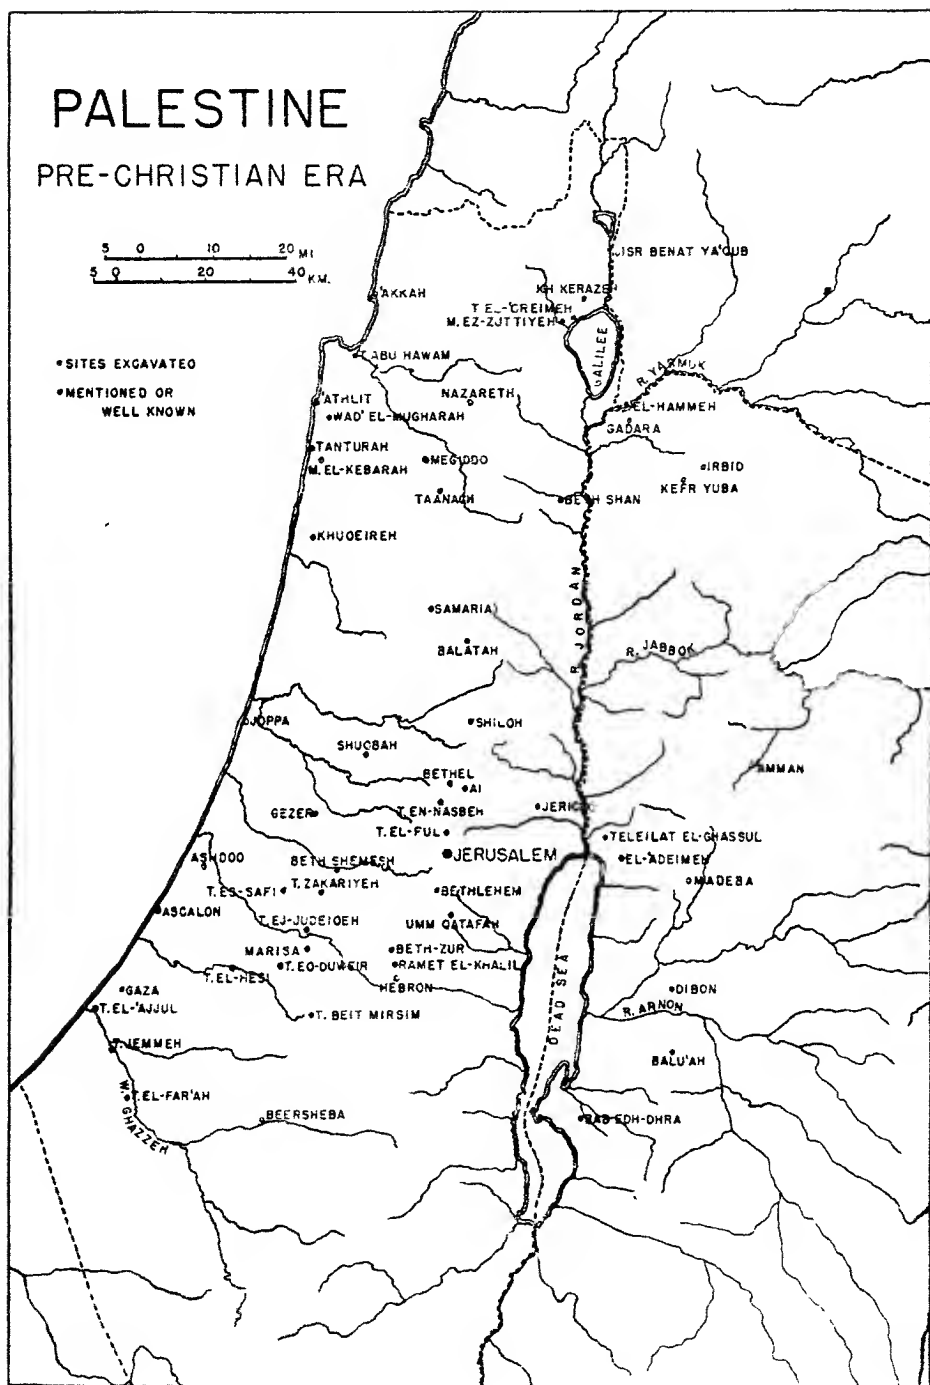 PALESTINE
PRE-CHRISTIAN ERA
5 0 10 20 MI.
5 0 20 40 KM.
SITES EXCAVATED
MENTIONED OR
WELL KNOWN
JISR BENAT YA'QUB
'AKKAH
KH KERAZEH
T EL-'OREIMEH
M. EZ-ZUTTIYEH
GALILEE
T. ABU HAWAM
R. YARMUK
'ATHLIT
NAZARETH
EL-HAMMEH
WAD' EL-MUGHARAH
GADARA
TANTURAH
M. EL-KEBARAH
MEGIDDO
IRBID
TAANACH
KEFR YUBA
BETH SHAN
KHUDEIREH
R. JORDAN
SAMARIA
BALATAH
R. JABBOK
JOPPA
SHILOH
SHUQBAH
BETHEL
AI
AMMAN
GEZER
T. EN-NASBEH
JERICHO
T. EL-FUL
TELEILAT EL-GHASSUL
JERUSALEM
EL-'ADEIMEH
ASHDOD
BETH SHEMESH
T. ES-SAFI
T. ZAKARIYEH
BETHLEHEM
MADEBA
ASCALON
T. EJ-JUDEIDEH
UMM QATAFAH
MARISA
BETH-ZUR
T. EL-HESI
T. ED-DUWEIR
RAMET EL-KHALIL
HEBRON
DEAD SEA
GAZA
DIBON
T. EL-'AJJUL
T. BEIT MIRSIM
R. ARNON
T. JEMMEH
BALU'AH
T. EL-FAR'AH
W. GHAZZEH
BEERSHEBA
BAB EDH-DHRA